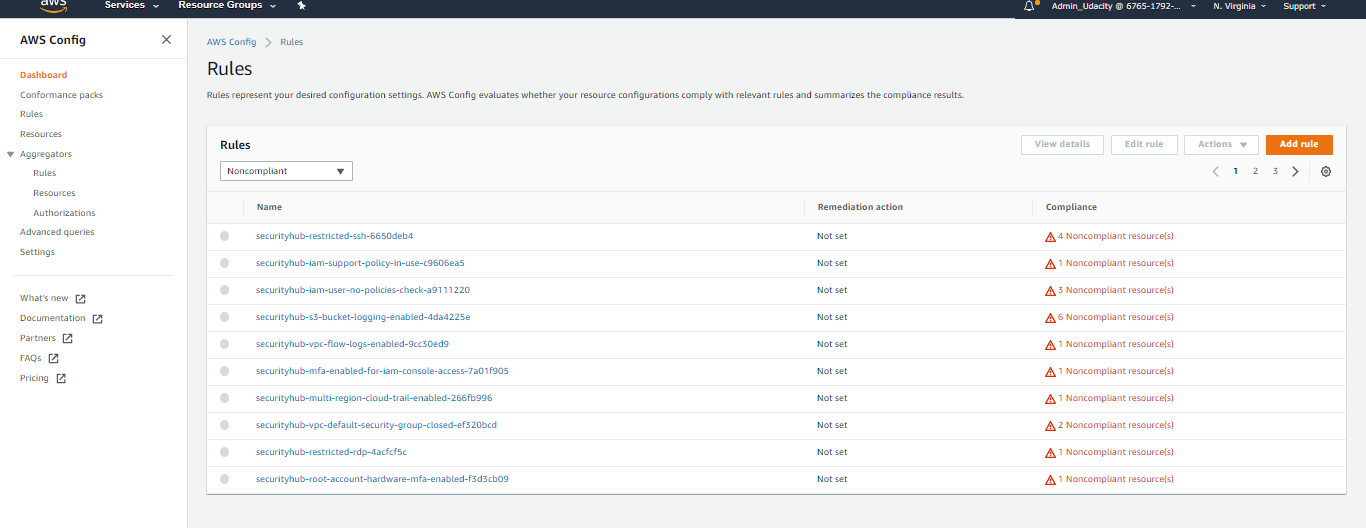 aws Services Resource Groups Admin_Udacity @ 6765-1792-... N. Virginia Support
AWS Config
Dashboard
Conformance packs
Rules
Resources
Aggregators
Rules
Resources
Authorizations
Advanced queries
Settings
What's new
Documentation
Partners
FAQs
Pricing
AWS Config Rules
Rules
Rules represent your desired configuration settings. AWS Config evaluates whether your resource configurations comply with relevant rules and summarizes the compliance results.
Rules View details Edit rule Actions Add rule
Noncompliant 1 2 3
Name Remediation action Compliance
securityhub-restricted-ssh-6650deb4 Not set 4 Noncompliant resource(s)
securityhub-iam-support-policy-in-use-c9606ea5 Not set 1 Noncompliant resource(s)
securityhub-iam-user-no-policies-check-a9111220 Not set 3 Noncompliant resource(s)
securityhub-s3-bucket-logging-enabled-4da4225e Not set 6 Noncompliant resource(s)
securityhub-vpc-flow-logs-enabled-9cc30ed9 Not set 1 Noncompliant resource(s)
securityhub-mfa-enabled-for-iam-console-access-7a01f905 Not set 1 Noncompliant resource(s)
securityhub-multi-region-cloud-trail-enabled-266fb996 Not set 1 Noncompliant resource(s)
securityhub-vpc-default-security-group-closed-ef320bcd Not set 2 Noncompliant resource(s)
securityhub-restricted-rdp-4acfcf5c Not set 1 Noncompliant resource(s)
securityhub-root-account-hardware-mfa-enabled-f3d3cb09 Not set 1 Noncompliant resource(s)